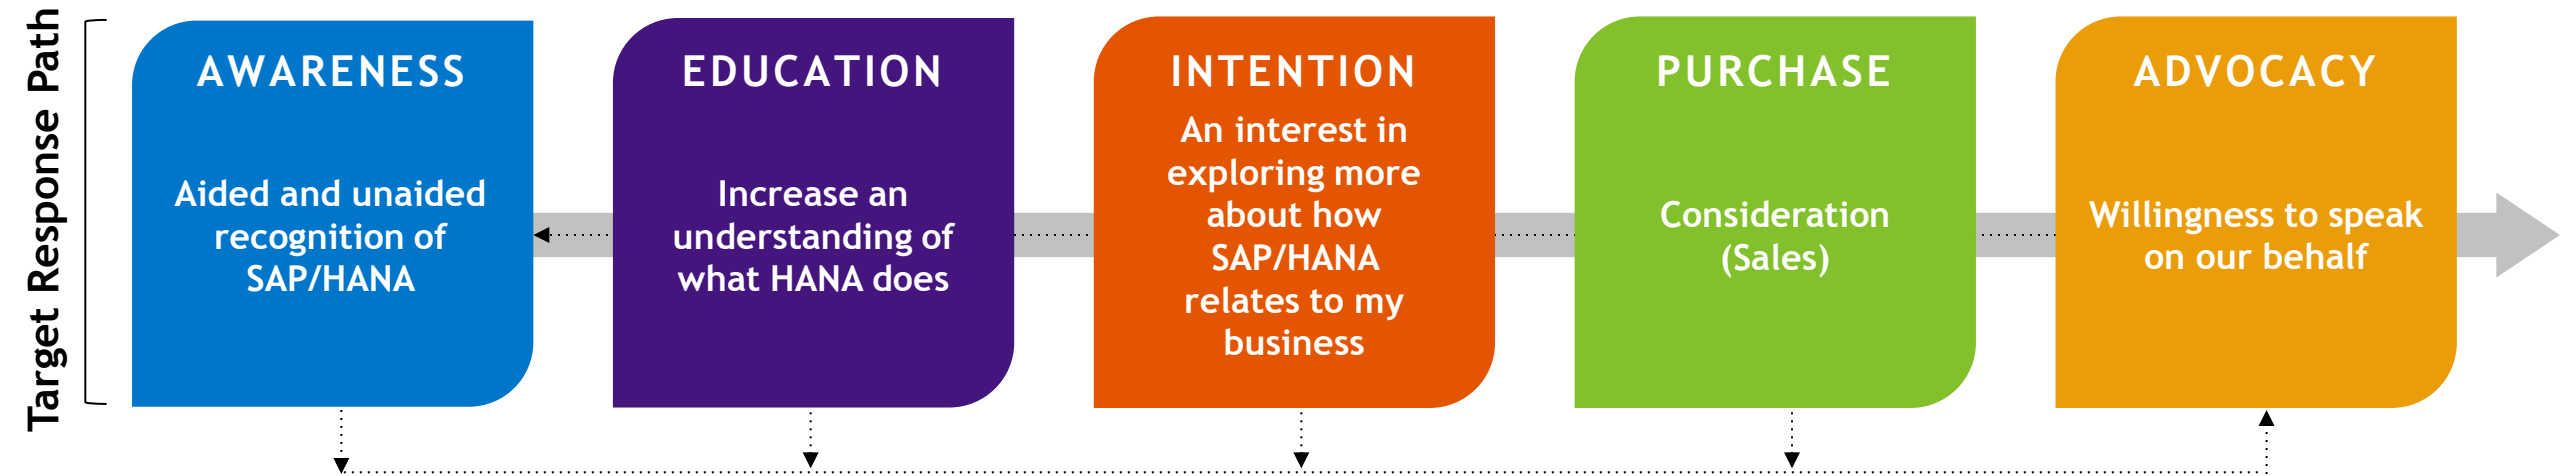 Target Response Path
AWARENESS
Aided and unaided
recognition of
SAP/HANA
EDUCATION
Increase an
understanding of
what HANA does
INTENTION
An interest in
exploring more
about how
SAP/HANA
relates to my
business
PURCHASE
Consideration
(Sales)
ADVOCACY
Willingness to speak
on our behalf